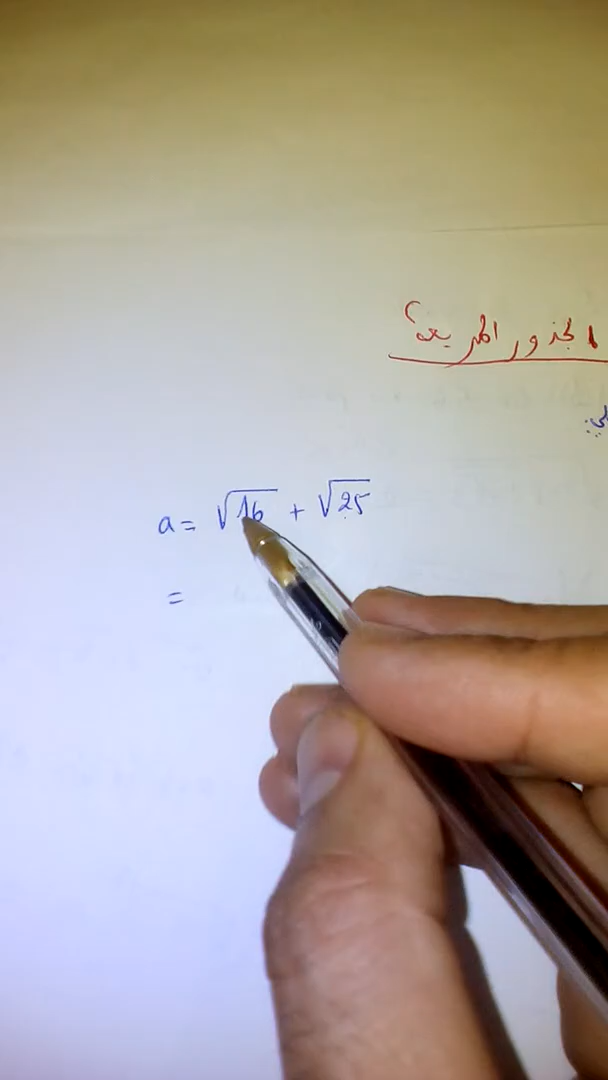 الجذور المربعة؟
a = √16 + √25
=